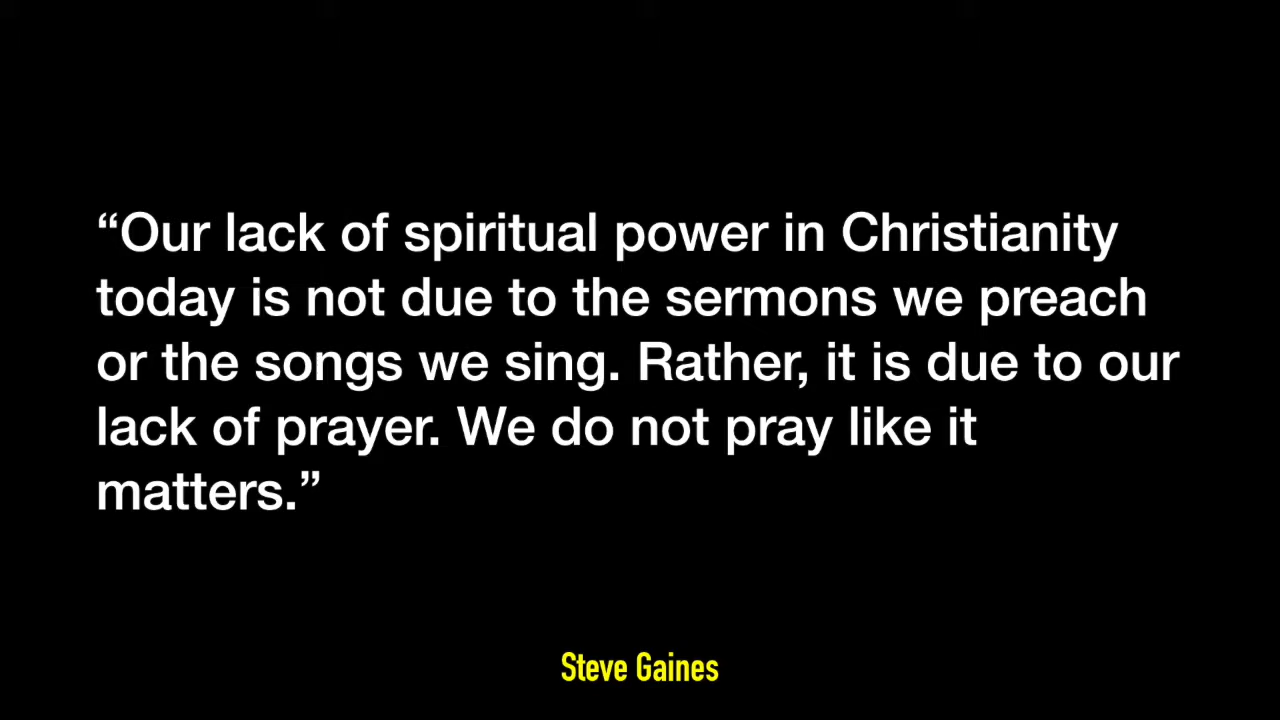 “Our lack of spiritual power in Christianity
today is not due to the sermons we preach
or the songs we sing. Rather, it is due to our
lack of prayer. We do not pray like it
matters.”
Steve Gaines